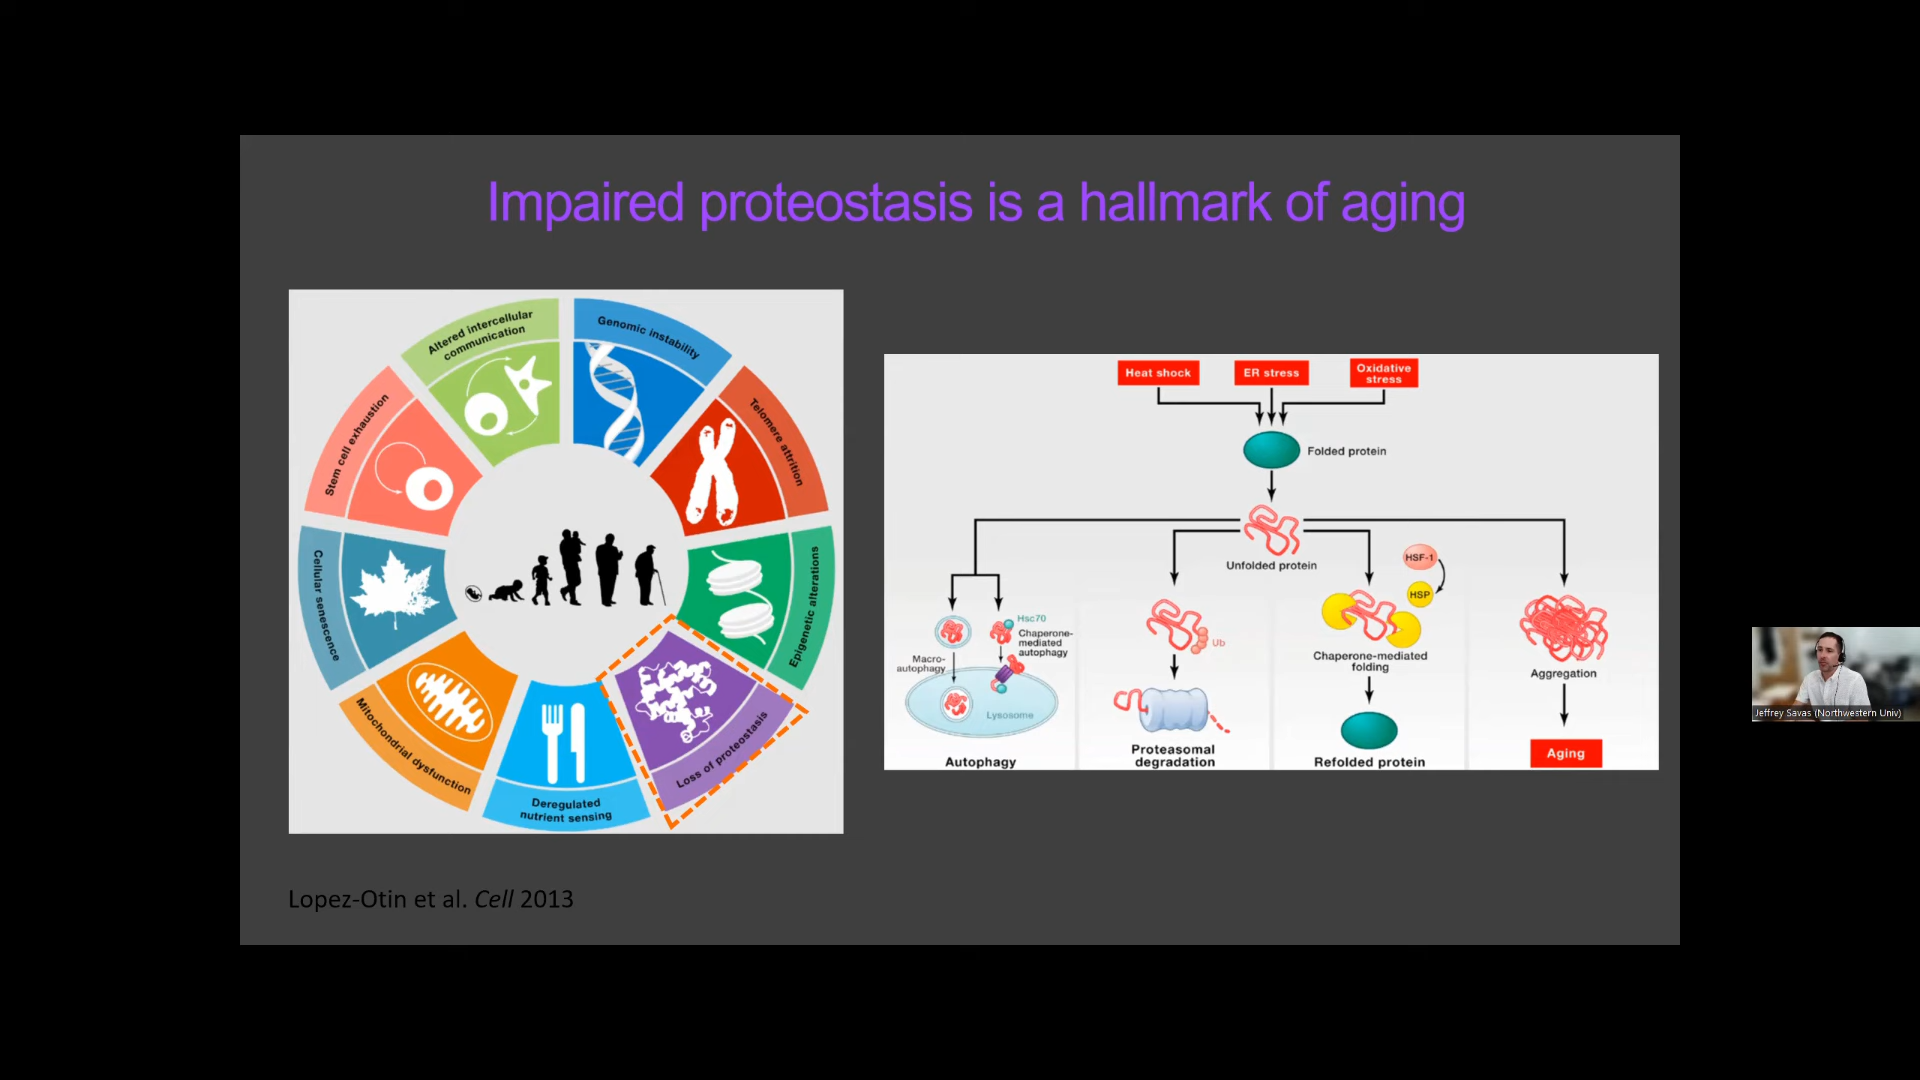 Impaired proteostasis is a hallmark of aging
Altered intercellular
communication
Genomic instability
Telomere attrition
Epigenetic alterations
Loss of proteostasis
Deregulated
nutrient sensing
Mitochondrial dysfunction
Cellular senescence
Stem cell exhaustion
Heat shock
ER stress
Oxidative
stress
Folded protein
Unfolded protein
HSF-1
HSP
Hsc70
Chaperone-
mediated
autophagy
Macro-
autophagy
Lysosome
Autophagy
Ub
Proteasomal
degradation
Chaperone-mediated
folding
Refolded protein
Aggregation
Aging
Lopez-Otin et al. Cell 2013
Jeffrey Savas (Northwestern Univ)